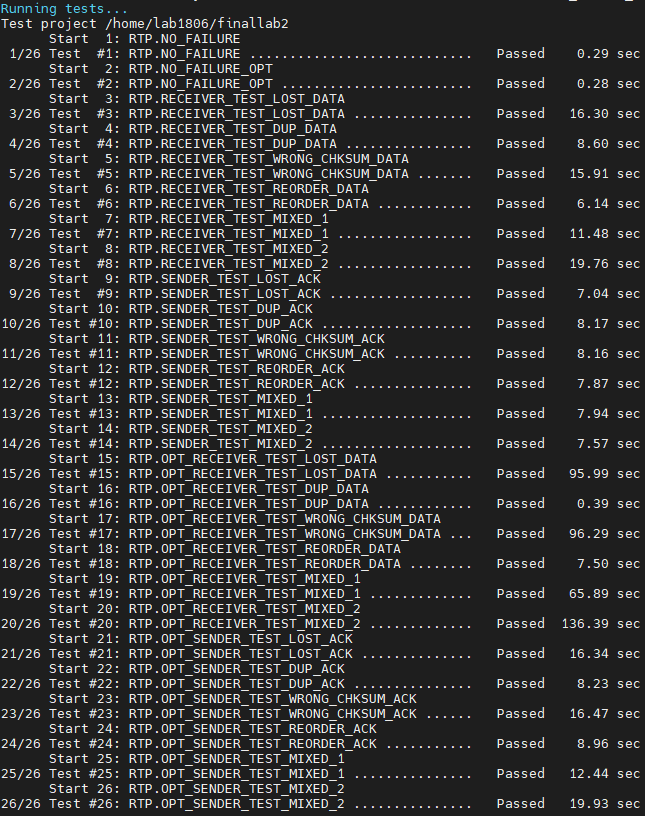 Running tests...
Test project /home/lab1806/finallab2
      Start  1: RTP.NO_FAILURE
 1/26 Test  #1: RTP.NO_FAILURE ............................   Passed    0.29 sec
      Start  2: RTP.NO_FAILURE_OPT
 2/26 Test  #2: RTP.NO_FAILURE_OPT ........................   Passed    0.28 sec
      Start  3: RTP.RECEIVER_TEST_LOST_DATA
 3/26 Test  #3: RTP.RECEIVER_TEST_LOST_DATA ...............   Passed   16.30 sec
      Start  4: RTP.RECEIVER_TEST_DUP_DATA
 4/26 Test  #4: RTP.RECEIVER_TEST_DUP_DATA ................   Passed    8.60 sec
      Start  5: RTP.RECEIVER_TEST_WRONG_CHKSUM_DATA
 5/26 Test  #5: RTP.RECEIVER_TEST_WRONG_CHKSUM_DATA .......   Passed   15.91 sec
      Start  6: RTP.RECEIVER_TEST_REORDER_DATA
 6/26 Test  #6: RTP.RECEIVER_TEST_REORDER_DATA ............   Passed    6.14 sec
      Start  7: RTP.RECEIVER_TEST_MIXED_1
 7/26 Test  #7: RTP.RECEIVER_TEST_MIXED_1 .................   Passed   11.48 sec
      Start  8: RTP.RECEIVER_TEST_MIXED_2
 8/26 Test  #8: RTP.RECEIVER_TEST_MIXED_2 .................   Passed   19.76 sec
      Start  9: RTP.SENDER_TEST_LOST_ACK
 9/26 Test  #9: RTP.SENDER_TEST_LOST_ACK ..................   Passed    7.04 sec
      Start 10: RTP.SENDER_TEST_DUP_ACK
10/26 Test #10: RTP.SENDER_TEST_DUP_ACK ...................   Passed    8.17 sec
      Start 11: RTP.SENDER_TEST_WRONG_CHKSUM_ACK
11/26 Test #11: RTP.SENDER_TEST_WRONG_CHKSUM_ACK ..........   Passed    8.16 sec
      Start 12: RTP.SENDER_TEST_REORDER_ACK
12/26 Test #12: RTP.SENDER_TEST_REORDER_ACK ...............   Passed    7.87 sec
      Start 13: RTP.SENDER_TEST_MIXED_1
13/26 Test #13: RTP.SENDER_TEST_MIXED_1 ...................   Passed    7.94 sec
      Start 14: RTP.SENDER_TEST_MIXED_2
14/26 Test #14: RTP.SENDER_TEST_MIXED_2 ...................   Passed    7.57 sec
      Start 15: RTP.OPT_RECEIVER_TEST_LOST_DATA
15/26 Test #15: RTP.OPT_RECEIVER_TEST_LOST_DATA ...........   Passed   95.99 sec
      Start 16: RTP.OPT_RECEIVER_TEST_DUP_DATA
16/26 Test #16: RTP.OPT_RECEIVER_TEST_DUP_DATA ............   Passed    0.39 sec
      Start 17: RTP.OPT_RECEIVER_TEST_WRONG_CHKSUM_DATA
17/26 Test #17: RTP.OPT_RECEIVER_TEST_WRONG_CHKSUM_DATA ...   Passed   96.29 sec
      Start 18: RTP.OPT_RECEIVER_TEST_REORDER_DATA
18/26 Test #18: RTP.OPT_RECEIVER_TEST_REORDER_DATA ........   Passed    7.50 sec
      Start 19: RTP.OPT_RECEIVER_TEST_MIXED_1
19/26 Test #19: RTP.OPT_RECEIVER_TEST_MIXED_1 .............   Passed   65.89 sec
      Start 20: RTP.OPT_RECEIVER_TEST_MIXED_2
20/26 Test #20: RTP.OPT_RECEIVER_TEST_MIXED_2 .............   Passed  136.39 sec
      Start 21: RTP.OPT_SENDER_TEST_LOST_ACK
21/26 Test #21: RTP.OPT_SENDER_TEST_LOST_ACK ..............   Passed   16.34 sec
      Start 22: RTP.OPT_SENDER_TEST_DUP_ACK
22/26 Test #22: RTP.OPT_SENDER_TEST_DUP_ACK ...............   Passed    8.23 sec
      Start 23: RTP.OPT_SENDER_TEST_WRONG_CHKSUM_ACK
23/26 Test #23: RTP.OPT_SENDER_TEST_WRONG_CHKSUM_ACK ......   Passed   16.47 sec
      Start 24: RTP.OPT_SENDER_TEST_REORDER_ACK
24/26 Test #24: RTP.OPT_SENDER_TEST_REORDER_ACK ...........   Passed    8.96 sec
      Start 25: RTP.OPT_SENDER_TEST_MIXED_1
25/26 Test #25: RTP.OPT_SENDER_TEST_MIXED_1 ...............   Passed   12.44 sec
      Start 26: RTP.OPT_SENDER_TEST_MIXED_2
26/26 Test #26: RTP.OPT_SENDER_TEST_MIXED_2 ...............   Passed   19.93 sec